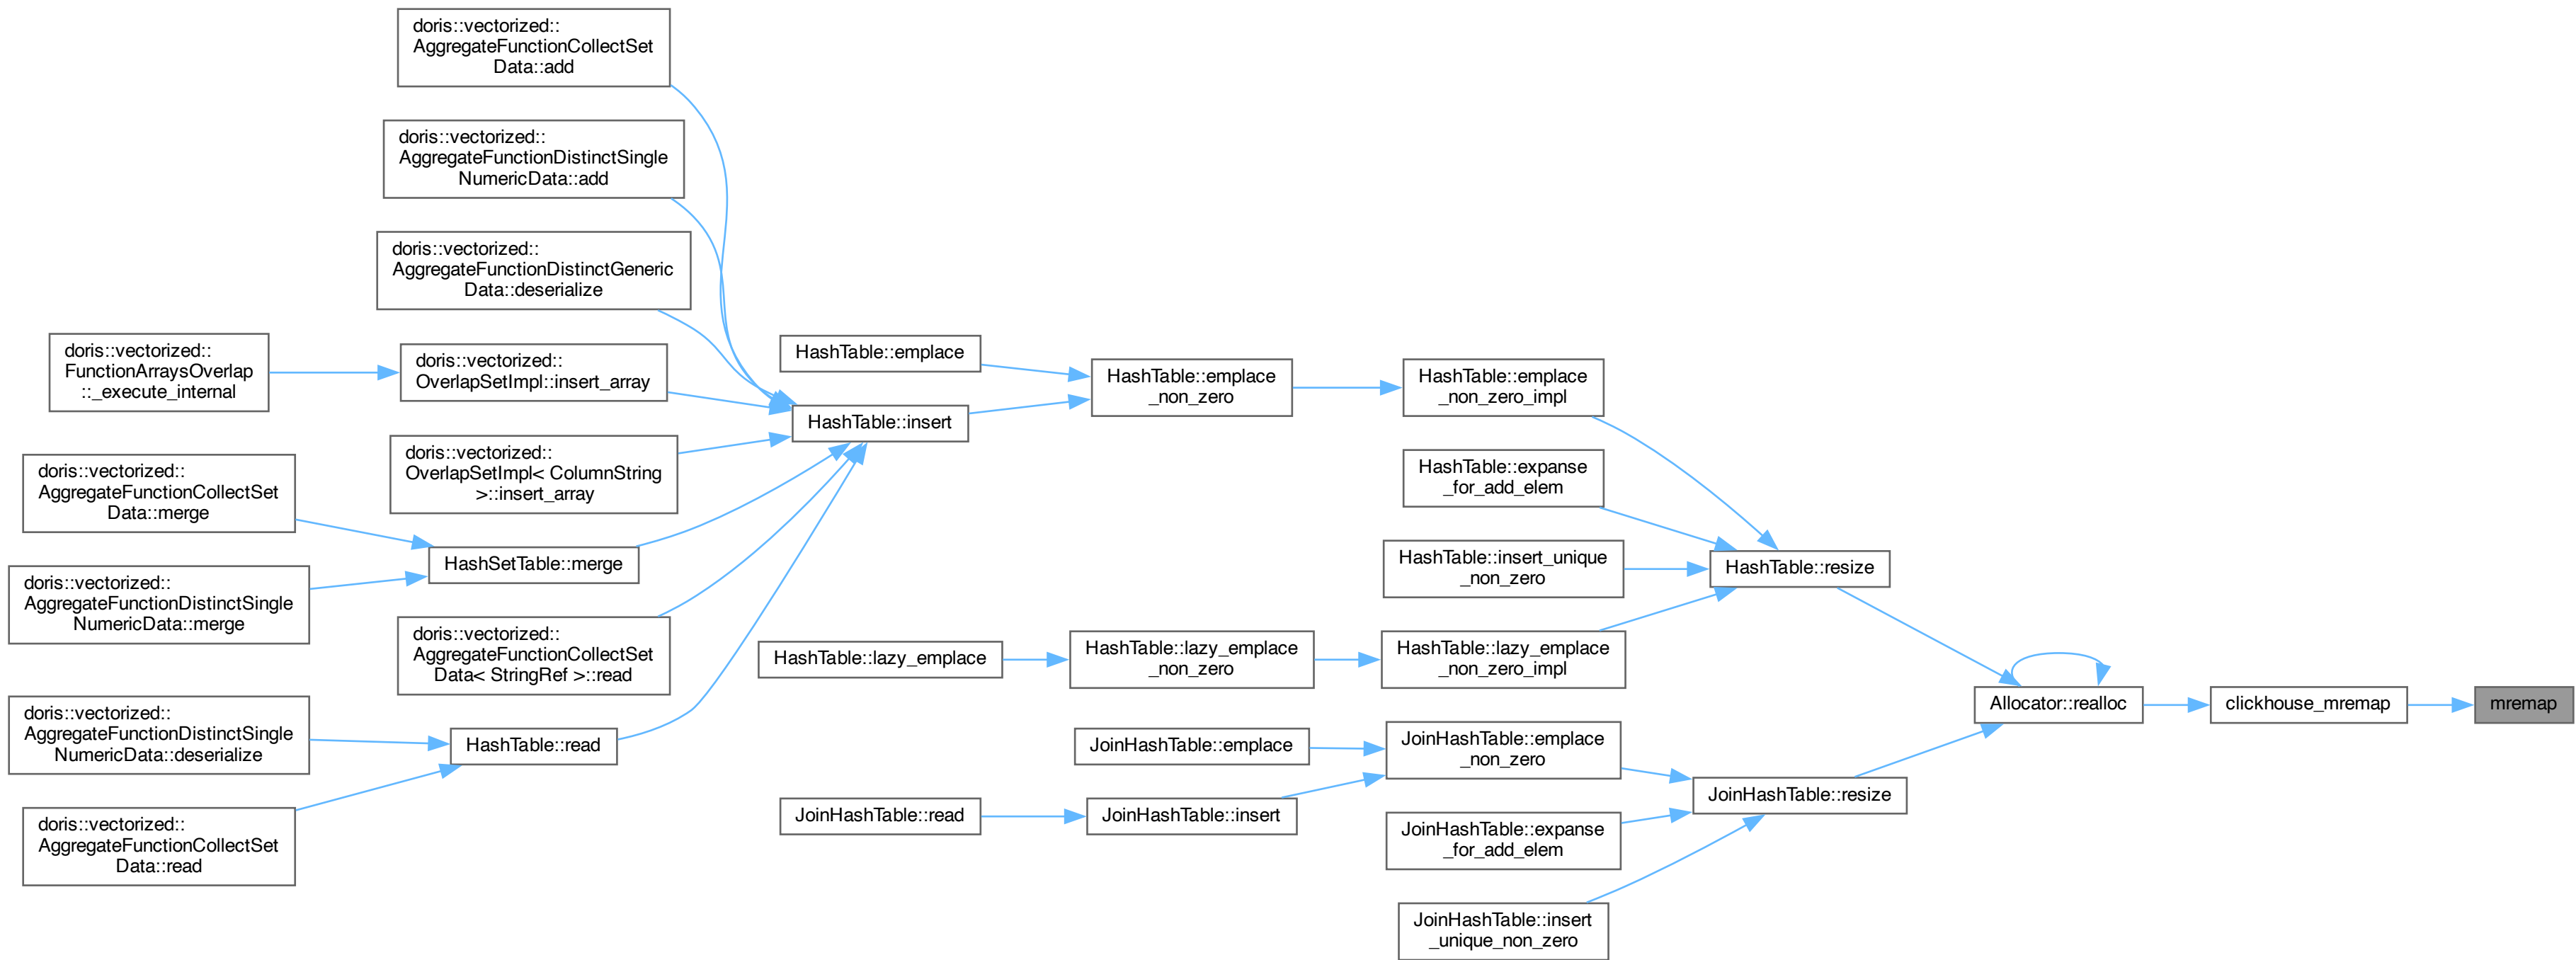 doris::vectorized::
AggregateFunctionCollectSet
Data::add
doris::vectorized::
AggregateFunctionDistinctSingle
NumericData::add
doris::vectorized::
AggregateFunctionDistinctGeneric
Data::deserialize
doris::vectorized::
FunctionArraysOverlap
::_execute_internal
doris::vectorized::
OverlapSetImpl::insert_array
doris::vectorized::
OverlapSetImpl< ColumnString
>::insert_array
doris::vectorized::
AggregateFunctionCollectSet
Data::merge
doris::vectorized::
AggregateFunctionDistinctSingle
NumericData::merge
HashSetTable::merge
doris::vectorized::
AggregateFunctionCollectSet
Data< StringRef >::read
doris::vectorized::
AggregateFunctionDistinctSingle
NumericData::deserialize
doris::vectorized::
AggregateFunctionCollectSet
Data::read
HashTable::read
HashTable::emplace
HashTable::insert
HashTable::emplace
_non_zero
HashTable::emplace
_non_zero_impl
HashTable::expanse
_for_add_elem
HashTable::insert_unique
_non_zero
HashTable::lazy_emplace
HashTable::lazy_emplace
_non_zero
HashTable::lazy_emplace
_non_zero_impl
HashTable::resize
JoinHashTable::emplace
JoinHashTable::emplace
_non_zero
JoinHashTable::read
JoinHashTable::insert
JoinHashTable::expanse
_for_add_elem
JoinHashTable::insert
_unique_non_zero
JoinHashTable::resize
Allocator::realloc
clickhouse_mremap
mremap